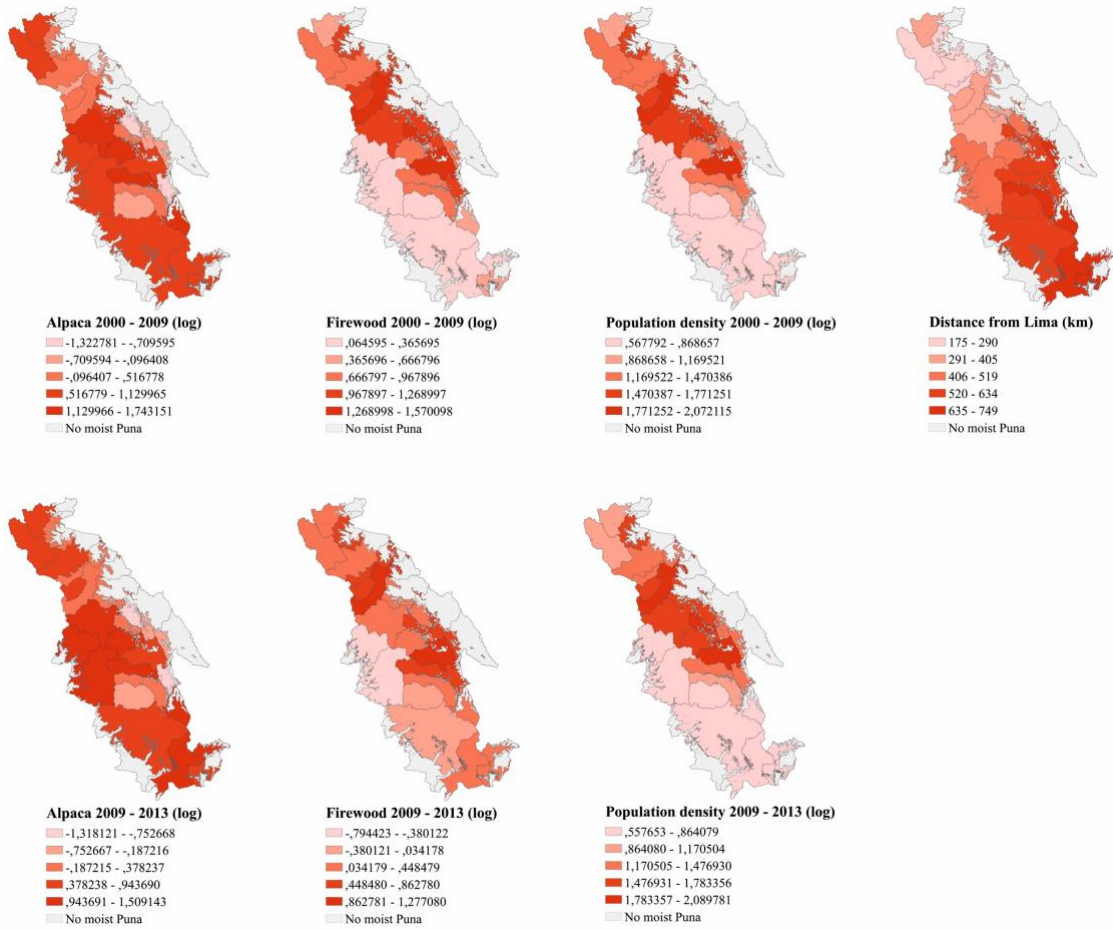 Alpaca 2000 - 2009 (log)
-1,322781 - -,709595
-,709594 - -,096408
-,096407 - ,516778
,516779 - 1,129965
1,129966 - 1,743151
No moist Puna
Firewood 2000 - 2009 (log)
,064595 - ,365695
,365696 - ,666796
,666797 - ,967896
,967897 - 1,268997
1,268998 - 1,570098
No moist Puna
Population density 2000 - 2009 (log)
,567792 - ,868657
,868658 - 1,169521
1,169522 - 1,470386
1,470387 - 1,771251
1,771252 - 2,072115
No moist Puna
Distance from Lima (km)
175 - 290
291 - 405
406 - 519
520 - 634
635 - 749
No moist Puna
Alpaca 2009 - 2013 (log)
-1,318121 - -,752668
-,752667 - -,187216
-,187215 - ,378237
,378238 - ,943690
,943691 - 1,509143
No moist Puna
Firewood 2009 - 2013 (log)
-,794423 - -,380122
-,380121 - ,034178
,034179 - ,448479
,448480 - ,862780
,862781 - 1,277080
No moist Puna
Population density 2009 - 2013 (log)
,557653 - ,864079
,864080 - 1,170504
1,170505 - 1,476930
1,476931 - 1,783356
1,783357 - 2,089781
No moist Puna